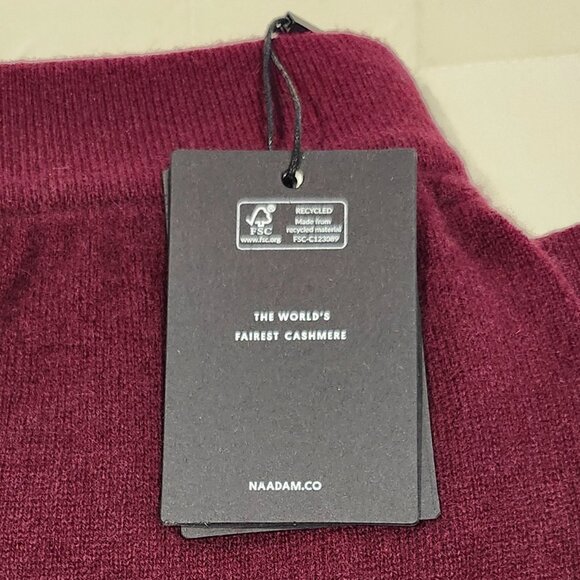 FSC
www.fsc.org
RECYCLED
Made from
recycled material
FSC-C123089
THE WORLD'S
FAIREST CASHMERE
NAADAM.CO